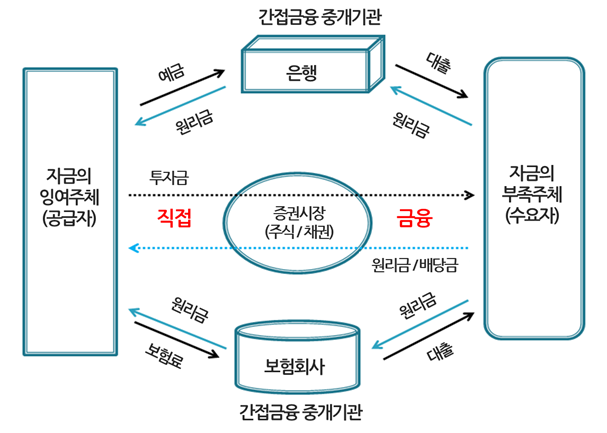 간접금융 중개기관
은행
예금
원리금
대출
원리금
자금의
잉여주체
(공급자)
자금의
부족주체
(수요자)
투자금
직접
증권시장
(주식 / 채권)
금융
원리금 / 배당금
원리금
보험료
원리금
대출
보험회사
간접금융 중개기관